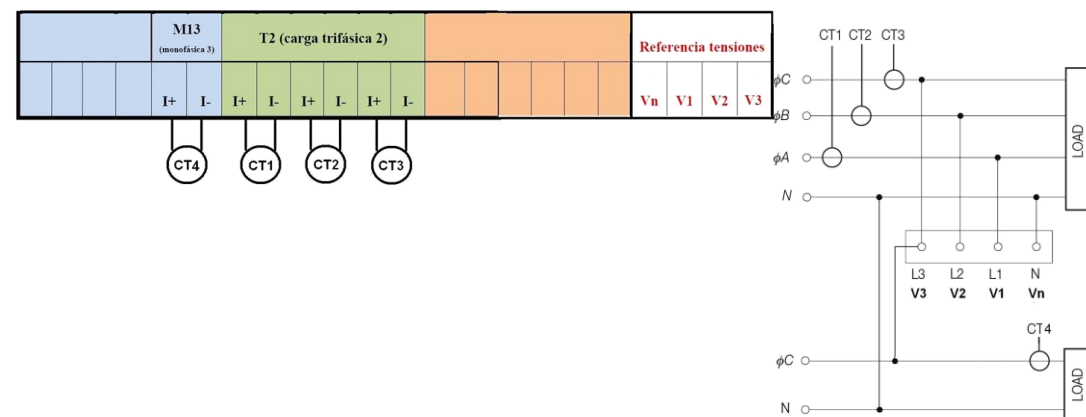 M13
(monofásica 3)
T2 (carga trifásica 2)
Referencia tensiones
I+ I- I+ I- I+ I- I+ I- Vn V1 V2 V3
CT4 CT1 CT2 CT3
CT1 CT2 CT3
ϕC
ϕB
ϕA
N
LOAD
L3 L2 L1 N
V3 V2 V1 Vn
CT4
ϕC
N
LOAD